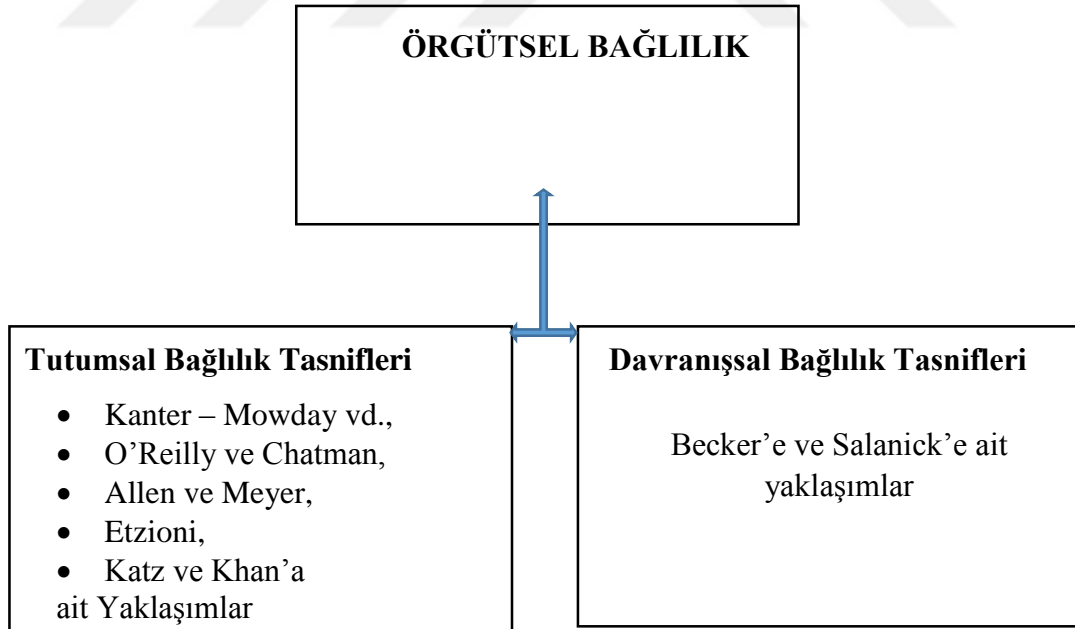 ÖRGÜTSEL BAĞLILIK
Tutumsal Bağlılık Tasnifleri
• Kanter – Mowday vd.,
• O’Reilly ve Chatman,
• Allen ve Meyer,
• Etzioni,
• Katz ve Khan’a
ait Yaklaşımlar
Davranışsal Bağlılık Tasnifleri
Becker’e ve Salanick’e ait
yaklaşımlar